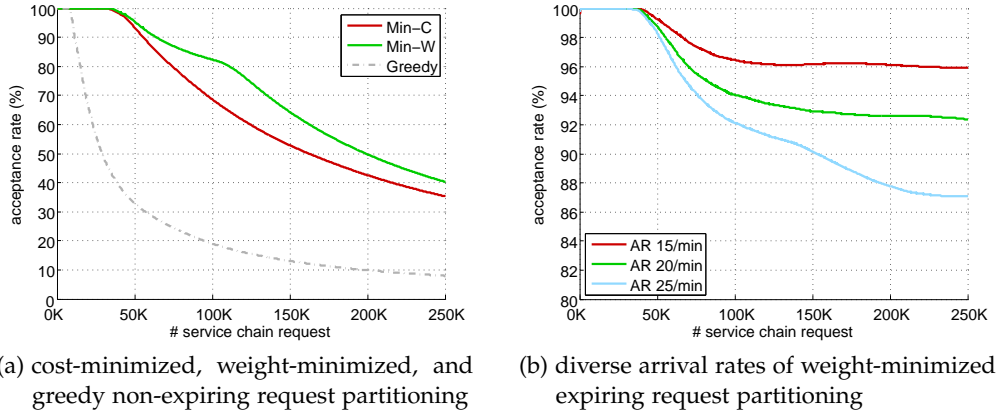 100
90
80
70
60
50
40
30
20
10
0
acceptance rate (%)
0K 50K 100K 150K 200K 250K
# service chain request
Min-C
Min-W
Greedy
(a) cost-minimized, weight-minimized, and
greedy non-expiring request partitioning
100
98
96
94
92
90
88
86
84
82
80
acceptance rate (%)
0K 50K 100K 150K 200K 250K
# service chain request
AR 15/min
AR 20/min
AR 25/min
(b) diverse arrival rates of weight-minimized
expiring request partitioning